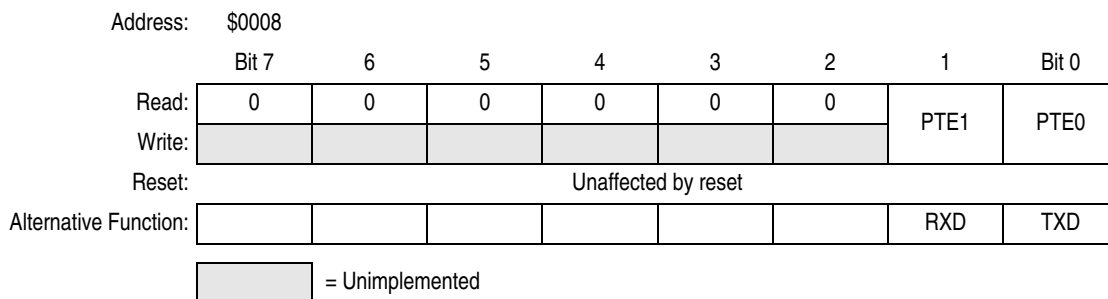 Address: $0008
Bit 7 6 5 4 3 2 1 Bit 0
Read: 0 0 0 0 0 0 PTE1 PTE0
Write:
Reset: Unaffected by reset
Alternative Function: RXD TXD
= Unimplemented